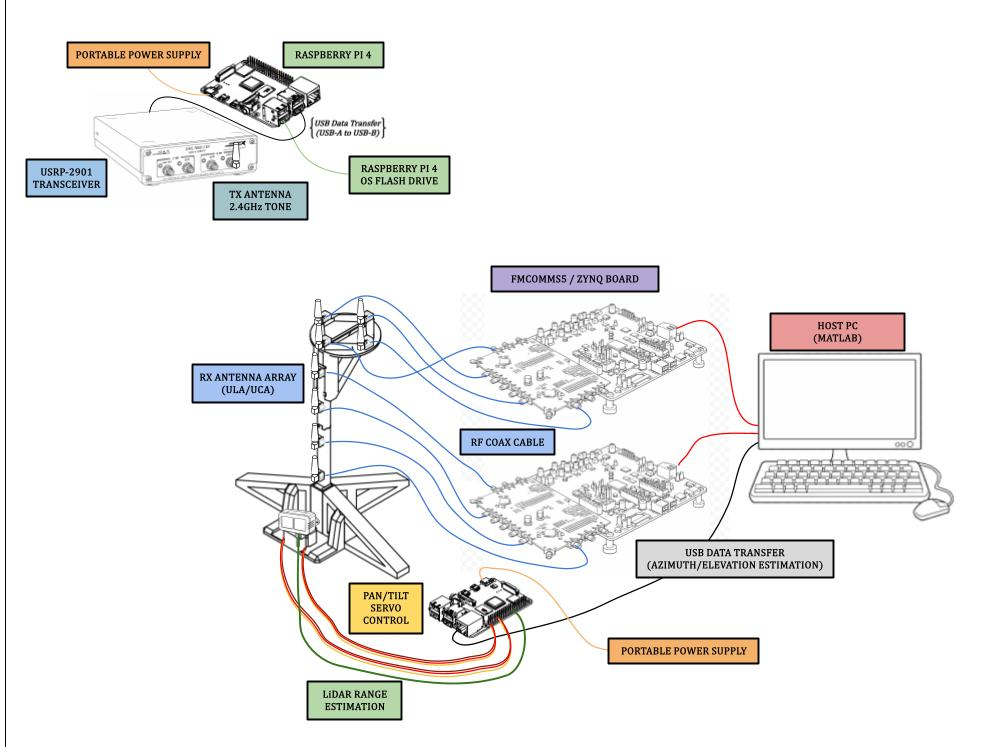 PORTABLE POWER SUPPLY
RASPBERRY PI 4
USB Data Transfer
(USB-A to USB-B)
USRP-2901
TRANSCEIVER
RASPBERRY PI 4
OS FLASH DRIVE
TX ANTENNA
2.4GHz TONE
FMCOMMS5 / ZYNQ BOARD
HOST PC
(MATLAB)
RX ANTENNA ARRAY
(ULA/UCA)
RF COAX CABLE
USB DATA TRANSFER
(AZIMUTH/ELEVATION ESTIMATION)
PAN/TILT
SERVO
CONTROL
PORTABLE POWER SUPPLY
LiDAR RANGE
ESTIMATION